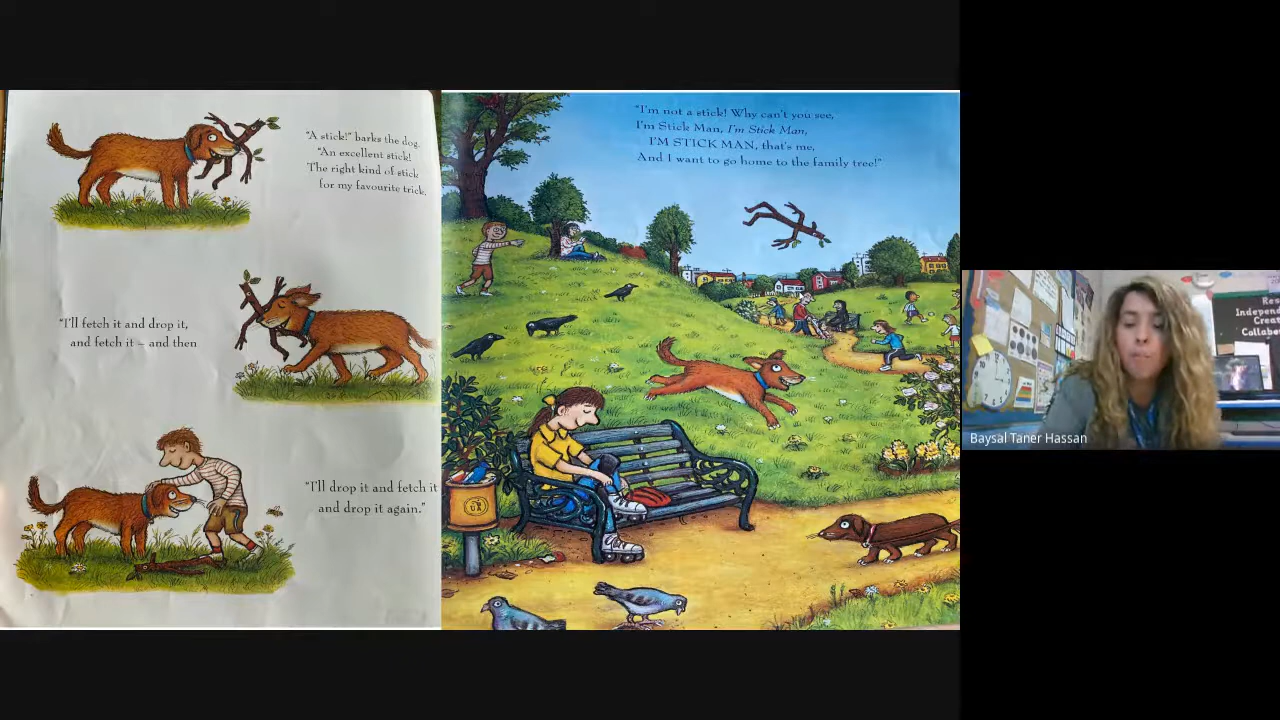 "A stick!" barks the dog.
"An excellent stick!
The right kind of stick
for my favourite trick.
"I'll fetch it and drop it,
and fetch it – and then
"I'll drop it and fetch it
and drop it again."
"I'm not a stick! Why can't you see,
I'm Stick Man, I'm Stick Man,
I'M STICK MAN, that's me,
And I want to go home to the family tree!"
Baysal Taner Hassan